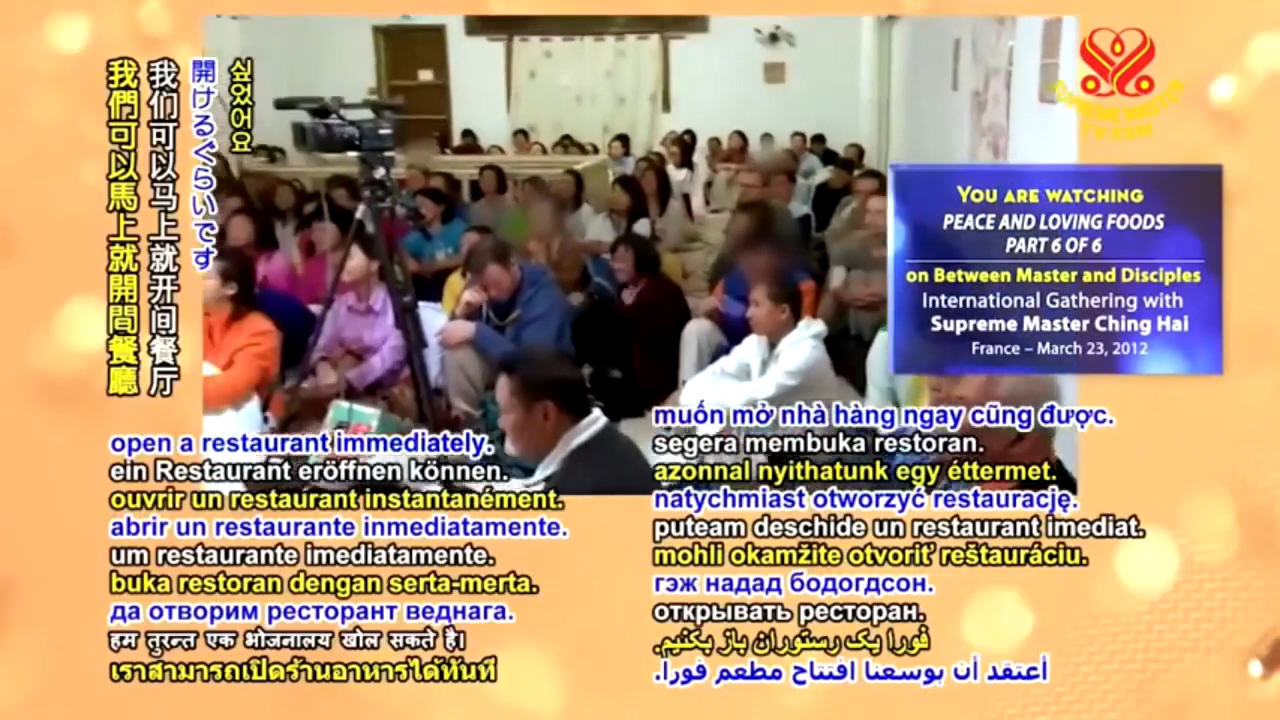 我們可以馬上就開間餐廳
我们可以马上就开间餐厅
開けるぐらいです
싶었어요
YOU ARE WATCHING
PEACE AND LOVING FOODS
PART 6 OF 6
on Between Master and Disciples
International Gathering with
Supreme Master Ching Hai
France – March 23, 2012
open a restaurant immediately.
ein Restaurant eröffnen können.
ouvrir un restaurant instantanément.
abrir un restaurante inmediatamente.
um restaurante imediatamente.
buka restoran dengan serta-merta.
да отворим ресторант веднага.
हम तुरन्त एक भोजनालय खोल सकते है।
เราสามารถเปิดร้านอาหารได้ทันที
muốn mở nhà hàng ngay cũng được.
segera membuka restoran.
azonnal nyithatunk egy éttermet.
natychmiast otworzyć restaurację.
puteam deschide un restaurant imediat.
mohli okamžite otvoriť reštauráciu.
гэж надад бодогдсон.
открывать ресторан.
فورا یک رستوران باز بکنیم.
أعتقد أن بوسعنا افتتاح مطعم فورا.